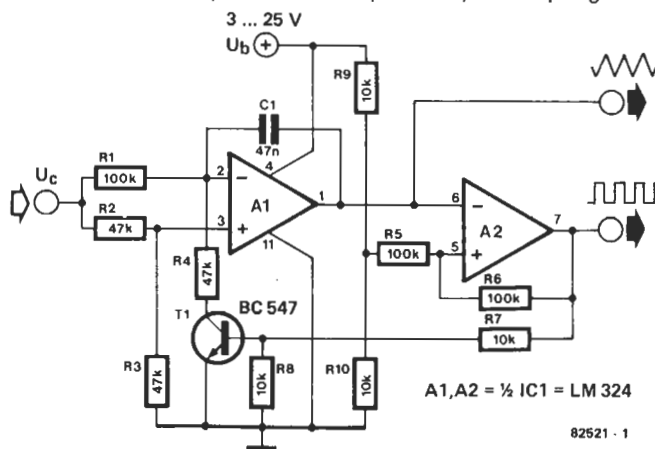 3 ... 25 V
Ub +
R9
10k
C1
47n
Uc
R1
100k
R2
47k
2
−
4
3
+
A1
11
1
R4
47k
T1
BC 547
R3
47k
R8
10k
R10
10k
R5
100k
6
−
5
+
A2
7
R6
100k
R7
10k
A1,A2 = ½ IC1 = LM 324
82521 - 1